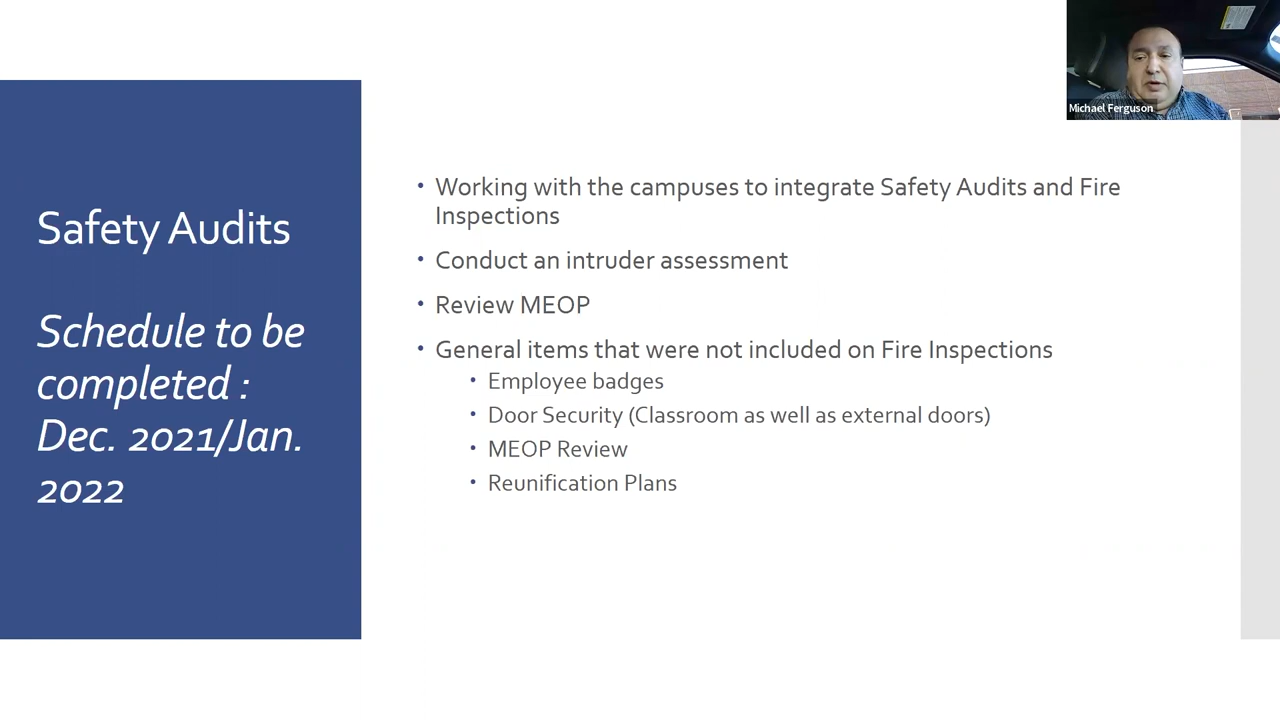 Michael Ferguson
Safety Audits
Schedule to be
completed :
Dec. 2021/Jan.
2022
• Working with the campuses to integrate Safety Audits and Fire
Inspections
• Conduct an intruder assessment
• Review MEOP
• General items that were not included on Fire Inspections
• Employee badges
• Door Security (Classroom as well as external doors)
• MEOP Review
• Reunification Plans